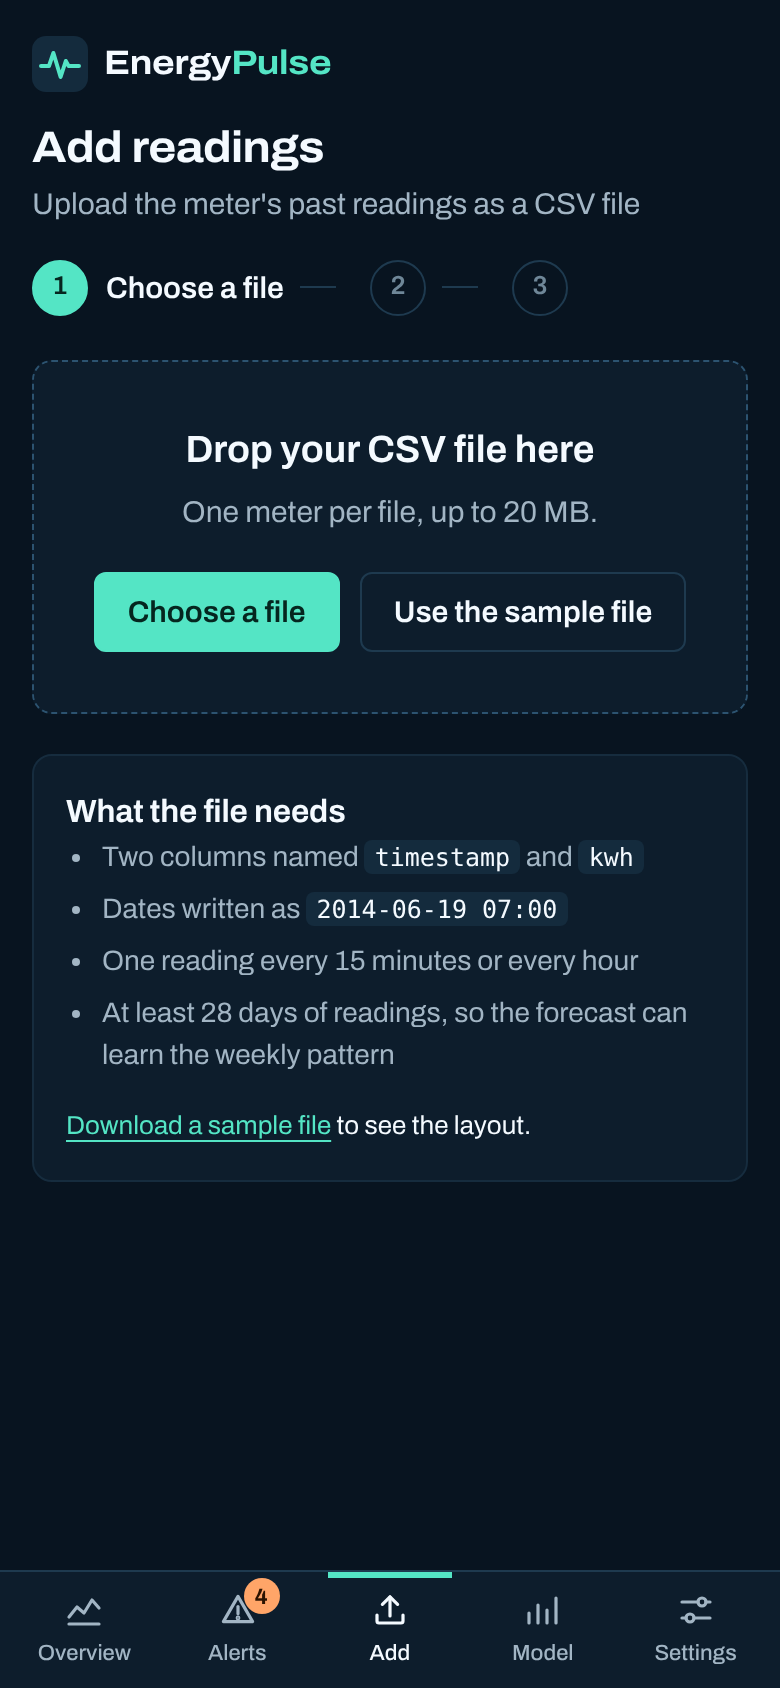 EnergyPulse
Add readings
Upload the meter's past readings as a CSV file
1 Choose a file 2 3
Drop your CSV file here
One meter per file, up to 20 MB.
Choose a file Use the sample file
What the file needs
• Two columns named timestamp and kwh
• Dates written as 2014-06-19 07:00
• One reading every 15 minutes or every hour
• At least 28 days of readings, so the forecast can
learn the weekly pattern
Download a sample file to see the layout.
4
Overview Alerts Add Model Settings